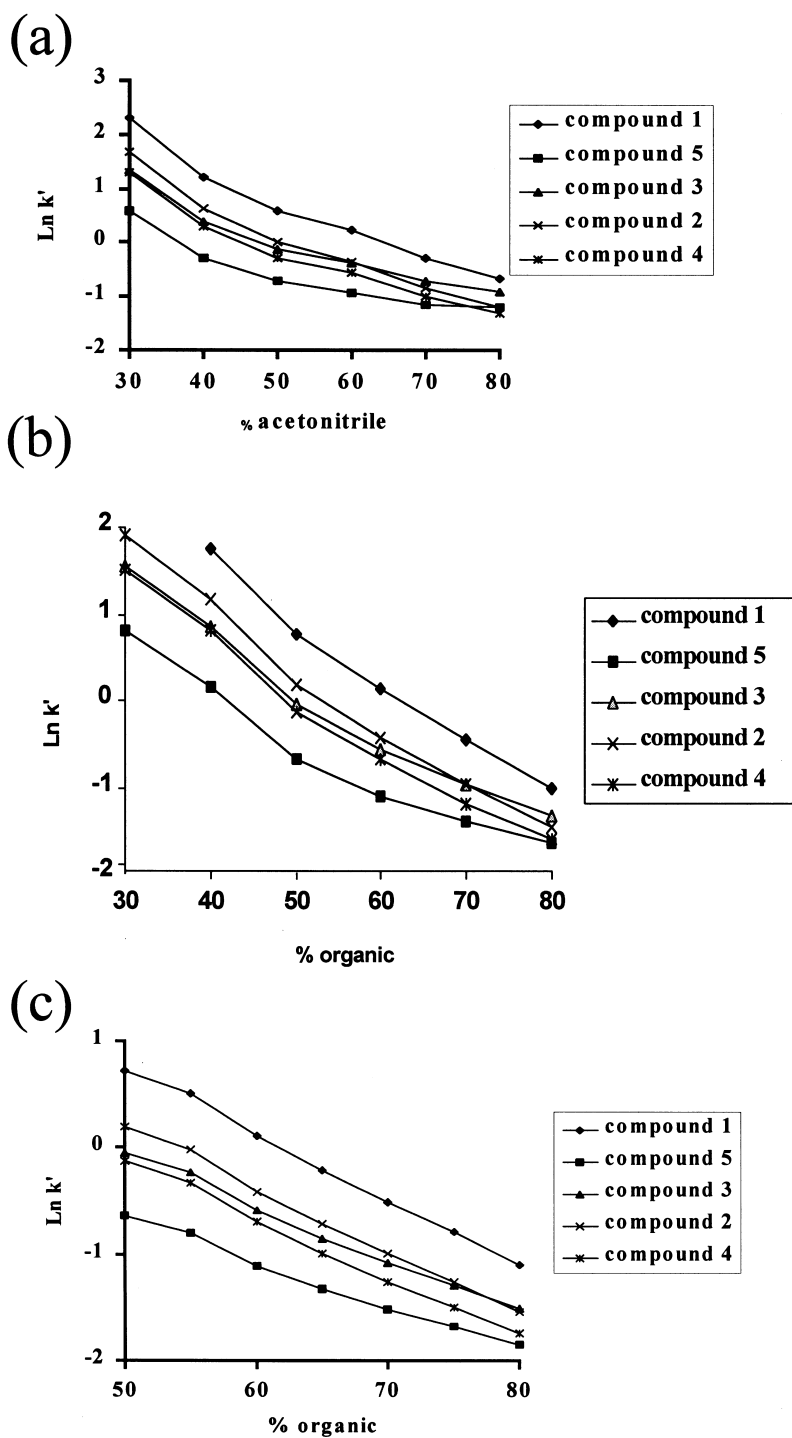 (a)
3
2
1
0
-1
-2
Ln k'
30 40 50 60 70 80
% acetonitrile
compound 1
compound 5
compound 3
compound 2
compound 4
(b)
2
1
0
-1
-2
Ln k'
30 40 50 60 70 80
% organic
compound 1
compound 5
compound 3
compound 2
compound 4
(c)
1
0
-1
-2
Ln k'
50 60 70 80
% organic
compound 1
compound 5
compound 3
compound 2
compound 4